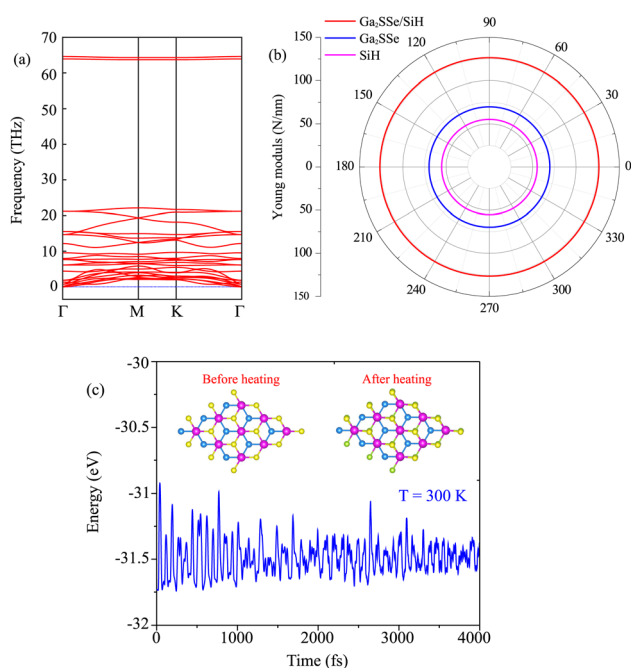 (a)
70
60
50
40
30
20
10
0
Frequency (THz)
Γ M K Γ
(b)
Ga₂SSe/SiH
Ga₂SSe
SiH
150
100
50
0
50
100
150
Young moduls (N/nm)
90
120 60
150 30
180 0
210 330
240 300
270
(c)
Before heating After heating
T = 300 K
-30
-30.5
-31
-31.5
-32
Energy (eV)
0 1000 2000 3000 4000
Time (fs)